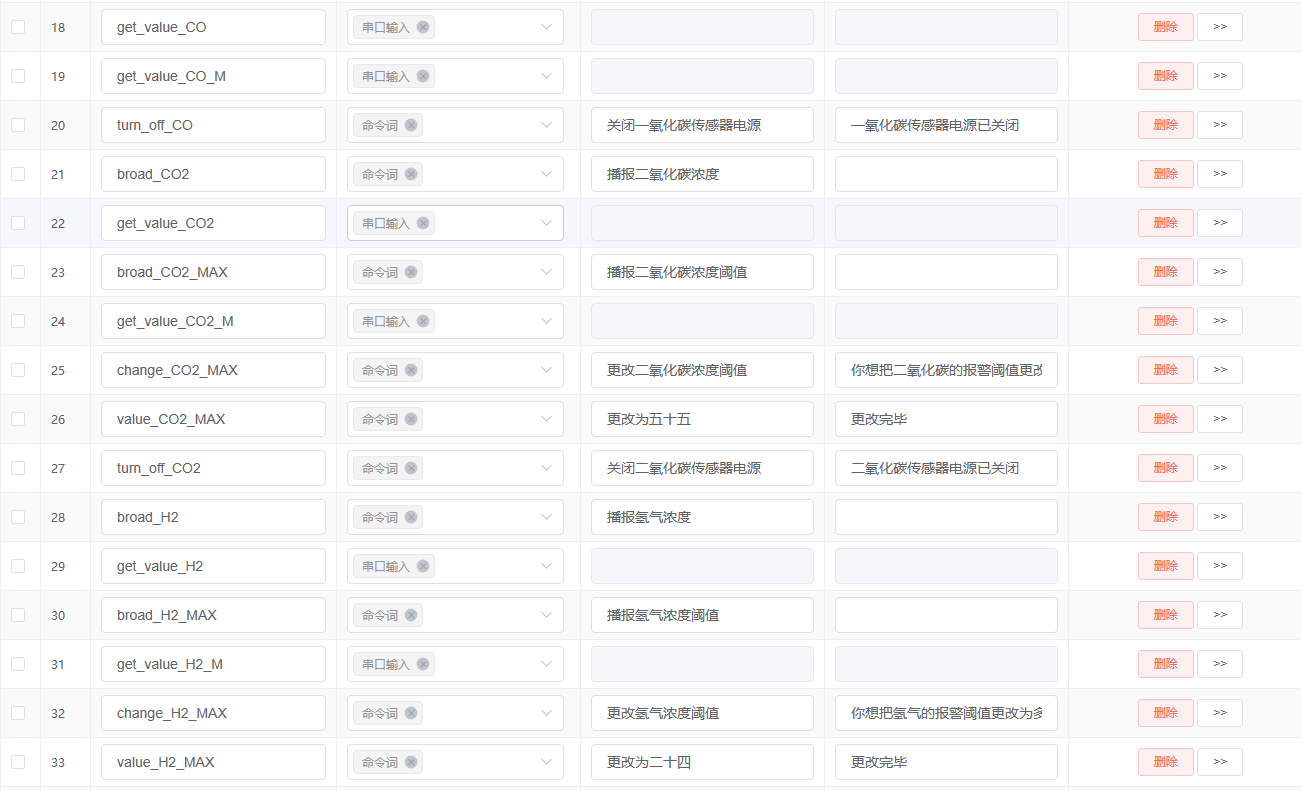 18 get_value_CO 串口输入 删除 >>
19 get_value_CO_M 串口输入 删除 >>
20 turn_off_CO 命令词 关闭一氧化碳传感器电源 一氧化碳传感器电源已关闭 删除 >>
21 broad_CO2 命令词 播报二氧化碳浓度 删除 >>
22 get_value_CO2 串口输入 删除 >>
23 broad_CO2_MAX 命令词 播报二氧化碳浓度阈值 删除 >>
24 get_value_CO2_M 串口输入 删除 >>
25 change_CO2_MAX 命令词 更改二氧化碳浓度阈值 你想把二氧化碳的报警阈值更改 删除 >>
26 value_CO2_MAX 命令词 更改为五十五 更改完毕 删除 >>
27 turn_off_CO2 命令词 关闭二氧化碳传感器电源 二氧化碳传感器电源已关闭 删除 >>
28 broad_H2 命令词 播报氢气浓度 删除 >>
29 get_value_H2 串口输入 删除 >>
30 broad_H2_MAX 命令词 播报氢气浓度阈值 删除 >>
31 get_value_H2_M 串口输入 删除 >>
32 change_H2_MAX 命令词 更改氢气浓度阈值 你想把氢气的报警阈值更改为多 删除 >>
33 value_H2_MAX 命令词 更改为二十四 更改完毕 删除 >>